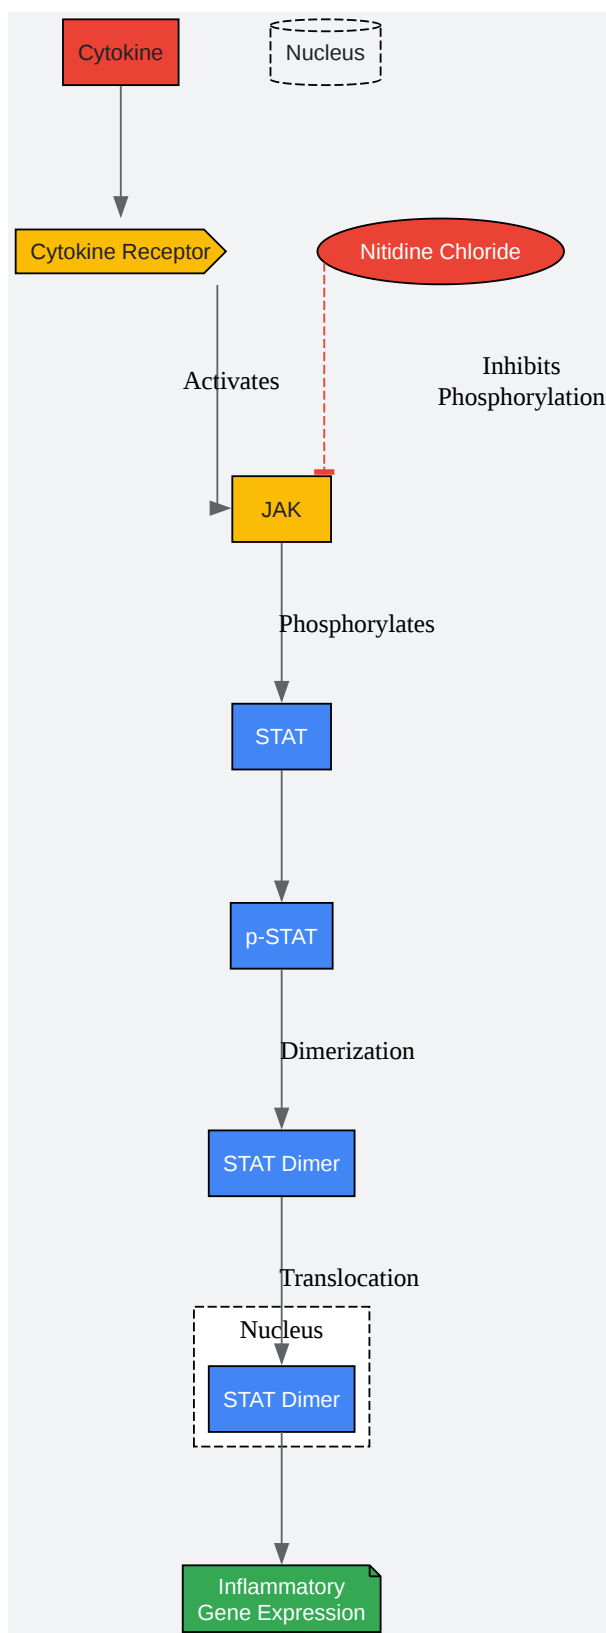 Cytokine
Nucleus
Cytokine Receptor
Nitidine Chloride
Activates
Inhibits
Phosphorylation
JAK
Phosphorylates
STAT
p-STAT
Dimerization
STAT Dimer
Translocation
Nucleus
STAT Dimer
Inflammatory
Gene Expression